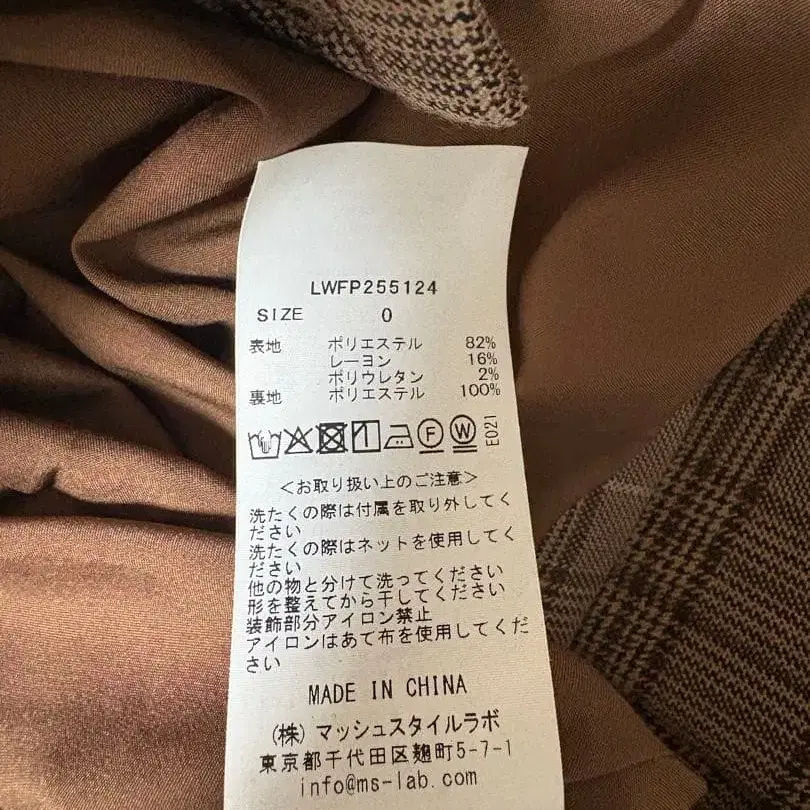 LWFP255124
SIZE 0
表地 ポリエステル 82%
レーヨン 16%
ポリウレタン 2%
裏地 ポリエステル 100%
F W E021
＜お取り扱い上のご注意＞
洗たくの際は付属を取り外してく
ださい
洗たくの際はネットを使用してく
ださい
他の物と分けて洗ってください
形を整えてから干してください
装飾部分アイロン禁止
アイロンはあて布を使用してくだ
さい
MADE IN CHINA
(株) マッシュスタイルラボ
東京都千代田区麹町5-7-1
info@ms-lab.com